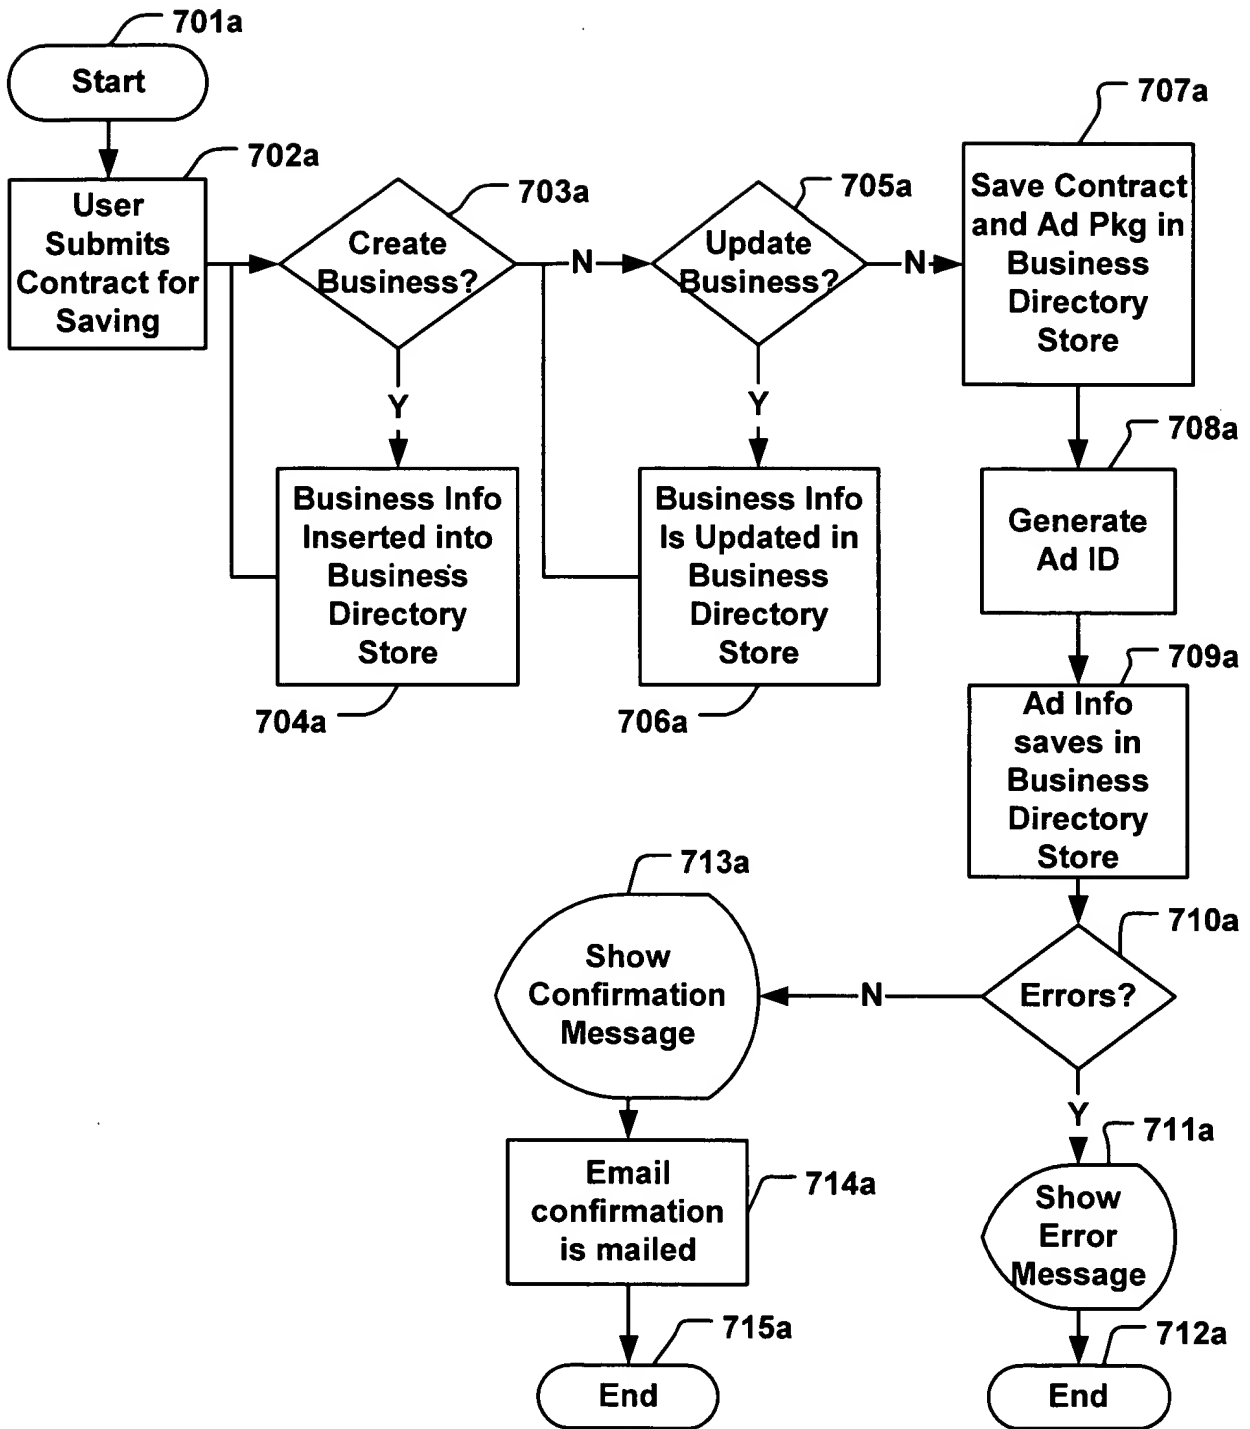 701a
Start
702a
User
Submits
Contract for
Saving
703a
Create
Business?
N
Y
705a
Update
Business?
N
Y
707a
Save Contract
and Ad Pkg in
Business
Directory
Store
Business Info
Inserted into
Business
Directory
Store
704a
Business Info
Is Updated in
Business
Directory
Store
706a
708a
Generate
Ad ID
709a
Ad Info
saves in
Business
Directory
Store
710a
Errors?
N
Y
713a
Show
Confirmation
Message
714a
Email
confirmation
is mailed
715a
End
711a
Show
Error
Message
712a
End